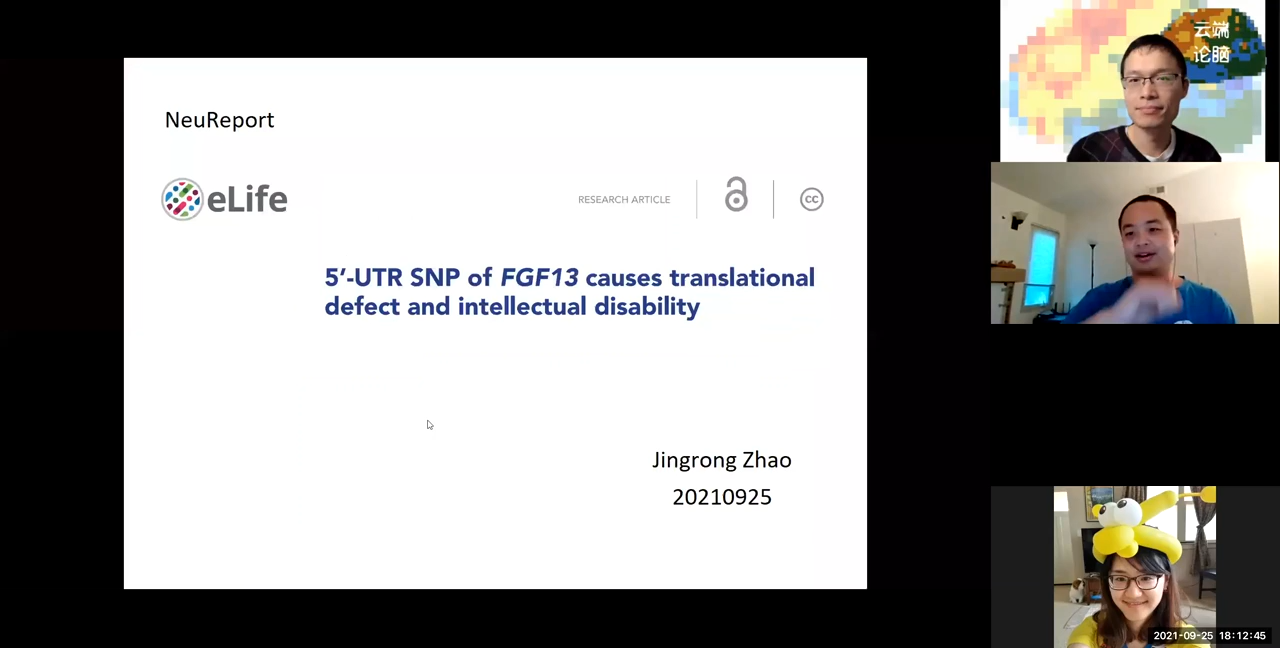 NeuReport
eLife
RESEARCH ARTICLE
cc
5′-UTR SNP of FGF13 causes translational
defect and intellectual disability
Jingrong Zhao
20210925
云端
论脑
2021-09-25 18:12:45